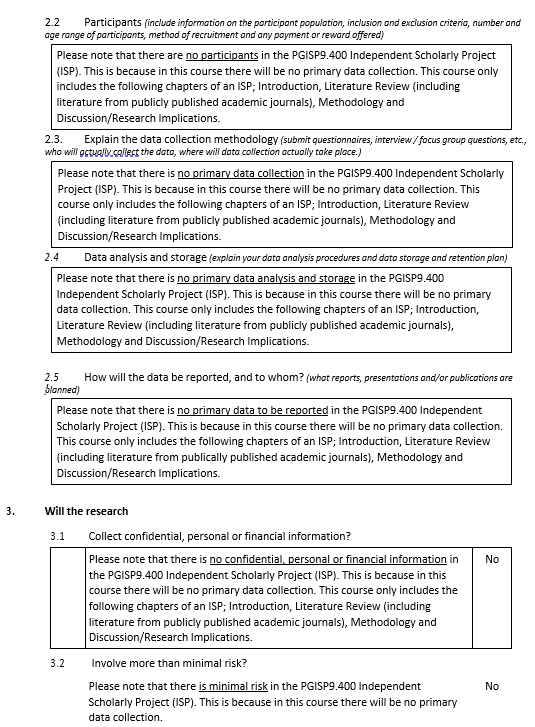 2.2 Participants (include information on the participant population, inclusion and exclusion criteria, number and
age range of participants, method of recruitment and any payment or reward offered)
Please note that there are no participants in the PGISP9.400 Independent Scholarly Project
(ISP). This is because in this course there will be no primary data collection. This course only
includes the following chapters of an ISP; Introduction, Literature Review (including
literature from publicly published academic journals), Methodology and
Discussion/Research Implications.
2.3. Explain the data collection methodology (submit questionnaires, interview / focus group questions, etc.,
who will actually collect the data, where will data collection actually take place.)
Please note that there is no primary data collection in the PGISP9.400 Independent Scholarly
Project (ISP). This is because in this course there will be no primary data collection. This
course only includes the following chapters of an ISP; Introduction, Literature Review
(including literature from publicly published academic journals), Methodology and
Discussion/Research Implications.
2.4 Data analysis and storage (explain your data analysis procedures and data storage and retention plan)
Please note that there is no primary data analysis and storage in the PGISP9.400
Independent Scholarly Project (ISP). This is because in this course there will be no primary
data collection. This course only includes the following chapters of an ISP; Introduction,
Literature Review (including literature from publicly published academic journals),
Methodology and Discussion/Research Implications.
2.5 How will the data be reported, and to whom? (what reports, presentations and/or publications are
planned)
Please note that there is no primary data to be reported in the PGISP9.400 Independent
Scholarly Project (ISP). This is because in this course there will be no primary data collection.
This course only includes the following chapters of an ISP; Introduction, Literature Review
(including literature from publically published academic journals), Methodology and
Discussion/Research Implications.
3. Will the research
3.1 Collect confidential, personal or financial information?
Please note that there is no confidential, personal or financial information in No
the PGISP9.400 Independent Scholarly Project (ISP). This is because in this
course there will be no primary data collection. This course only includes the
following chapters of an ISP; Introduction, Literature Review (including
literature from publicly published academic journals), Methodology and
Discussion/Research Implications.
3.2 Involve more than minimal risk?
Please note that there is minimal risk in the PGISP9.400 Independent No
Scholarly Project (ISP). This is because in this course there will be no primary
data collection.